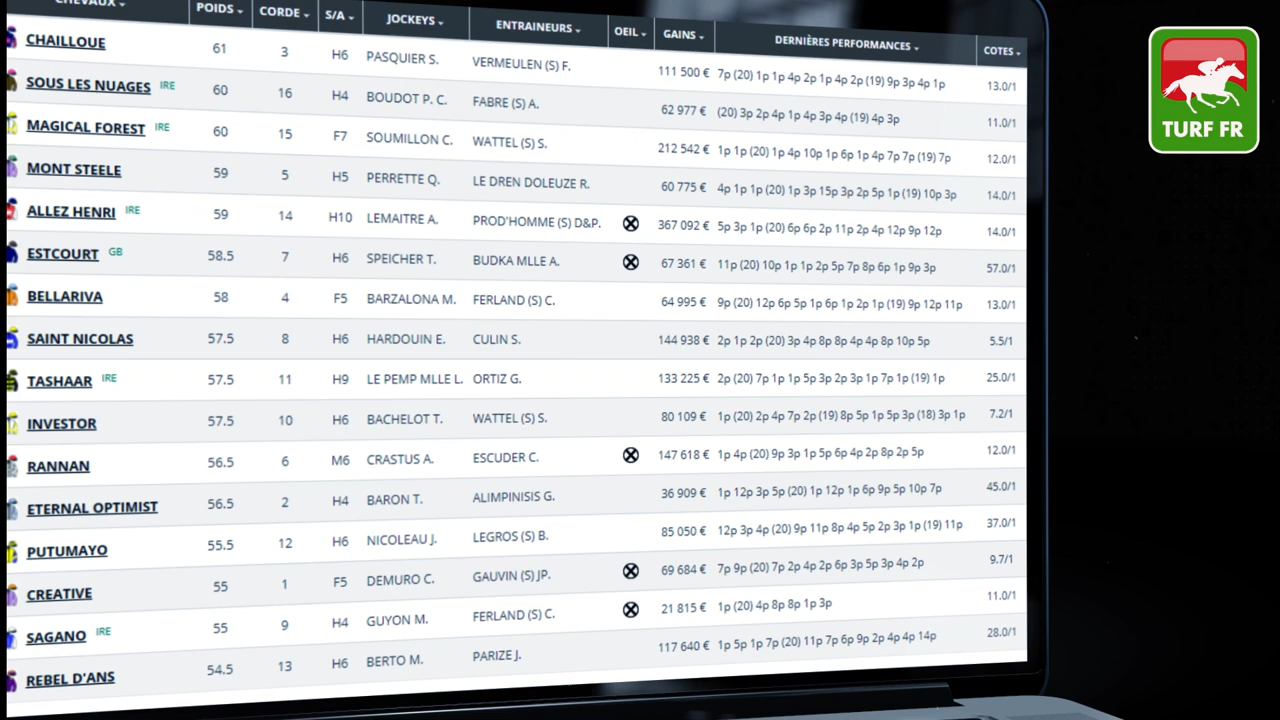 CHEVAUX POIDS CORDE S/A JOCKEYS ENTRAINEURS OEIL GAINS DERNIÈRES PERFORMANCES COTES
CHAILLOUE 61 3 H6 PASQUIER S. VERMEULEN (S) F. 111 500 € 7p (20) 1p 1p 4p 2p 1p 4p 2p (19) 9p 3p 4p 1p 13.0/1
SOUS LES NUAGES IRE 60 16 H4 BOUDOT P. C. FABRE (S) A. 62 977 € (20) 3p 2p 4p 1p 4p 3p 4p (19) 4p 3p 11.0/1
MAGICAL FOREST IRE 60 15 F7 SOUMILLON C. WATTEL (S) S. 212 542 € 1p 1p (20) 1p 4p 10p 1p 6p 1p 4p 7p 7p (19) 7p 12.0/1
MONT STEELE 59 5 H5 PERRETTE Q. LE DREN DOLEUZE R. 60 775 € 4p 1p 1p (20) 1p 3p 15p 3p 2p 5p 1p (19) 10p 3p 14.0/1
ALLEZ HENRI IRE 59 14 H10 LEMAITRE A. PROD'HOMME (S) D&P. 367 092 € 5p 3p 1p (20) 6p 6p 2p 11p 2p 4p 12p 9p 12p 14.0/1
ESTCOURT GB 58.5 7 H6 SPEICHER T. BUDKA MLLE A. 67 361 € 11p (20) 10p 1p 1p 2p 5p 7p 8p 6p 1p 9p 3p 57.0/1
BELLARIVA 58 4 F5 BARZALONA M. FERLAND (S) C. 64 995 € 9p (20) 12p 6p 5p 1p 6p 1p 2p 1p (19) 9p 12p 11p 13.0/1
SAINT NICOLAS 57.5 8 H6 HARDOUIN E. CULIN S. 144 938 € 2p 1p 2p (20) 3p 4p 8p 8p 4p 4p 8p 10p 5p 5.5/1
TASHAAR IRE 57.5 11 H9 LE PEMP MLLE L. ORTIZ G. 133 225 € 2p (20) 7p 1p 1p 5p 3p 2p 3p 1p 7p 1p (19) 1p 25.0/1
INVESTOR 57.5 10 H6 BACHELOT T. WATTEL (S) S. 80 109 € 1p (20) 2p 4p 7p 2p (19) 8p 5p 1p 5p 3p (18) 3p 1p 7.2/1
RANNAN 56.5 6 M6 CRASTUS A. ESCUDER C. 147 618 € 1p 4p (20) 9p 3p 1p 5p 6p 4p 2p 8p 2p 5p 12.0/1
ETERNAL OPTIMIST 56.5 2 H4 BARON T. ALIMPINISIS G. 36 909 € 1p 12p 3p 5p (20) 1p 12p 1p 6p 9p 5p 10p 7p 45.0/1
PUTUMAYO 55.5 12 H6 NICOLEAU J. LEGROS (S) B. 85 050 € 12p 3p 4p (20) 9p 11p 8p 4p 5p 2p 3p 1p (19) 11p 37.0/1
CREATIVE 55 1 F5 DEMURO C. GAUVIN (S) JP. 69 684 € 7p 9p (20) 7p 2p 4p 2p 6p 3p 5p 3p 4p 2p 9.7/1
SAGANO IRE 55 9 H4 GUYON M. FERLAND (S) C. 21 815 € 1p (20) 4p 8p 8p 1p 3p 11.0/1
REBEL D'ANS 54.5 13 H6 BERTO M. PARIZE J. 117 640 € 1p 5p 1p 7p (20) 11p 7p 6p 9p 2p 4p 4p 14p 28.0/1
TURF FR